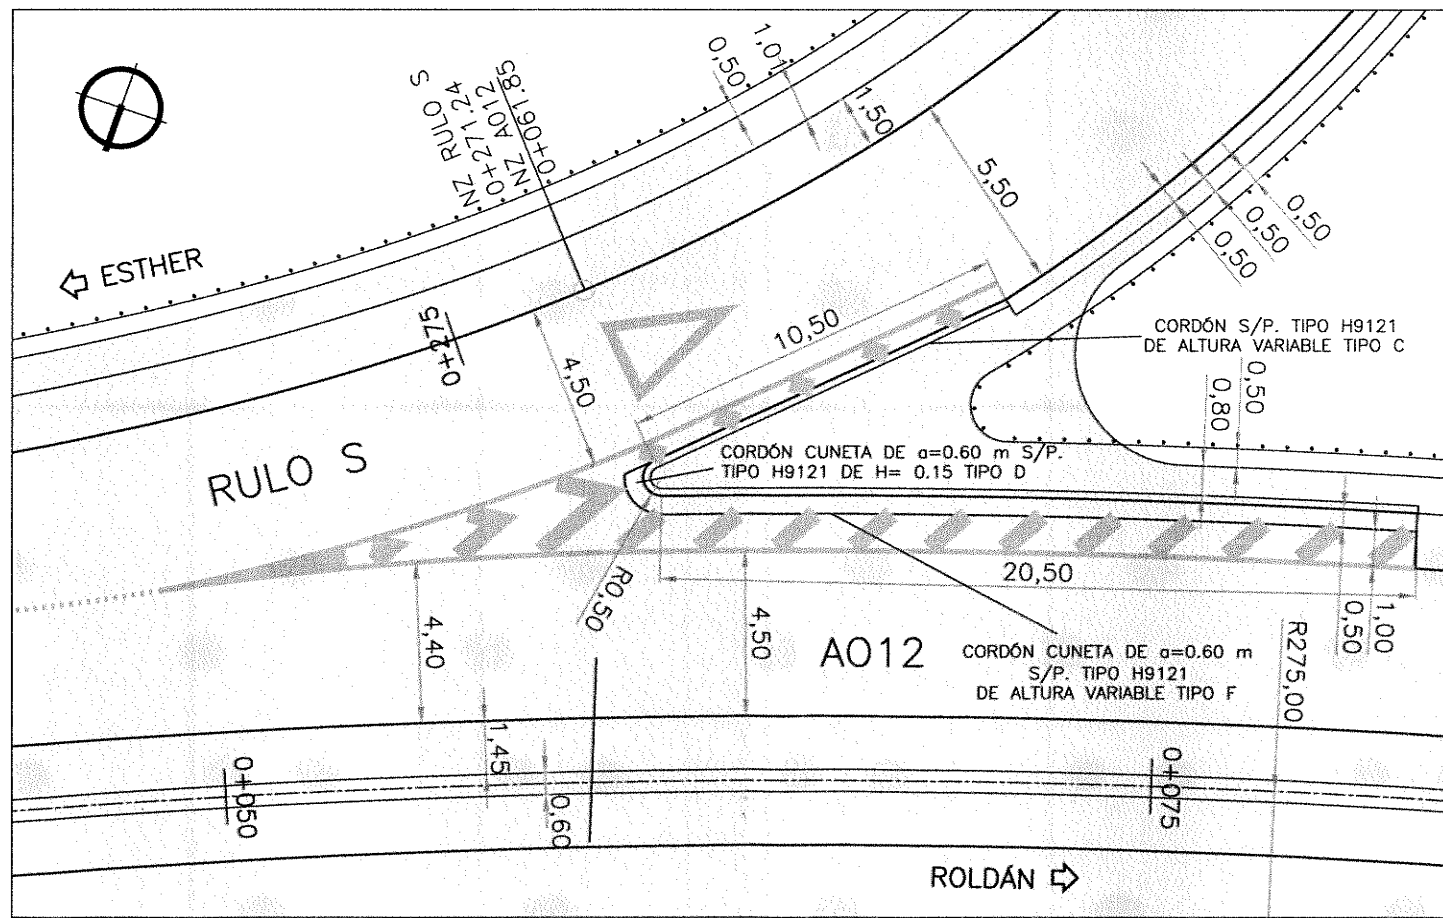 NZ RULO S
0+271.24
NZ A012
0+061.85
0,50
1,01
1,50
5,50
0,50
0,50
0,50
ESTHER
0+275
4,50
10,50
CORDÓN S/P. TIPO H9121
DE ALTURA VARIABLE TIPO C
0,80
0,50
RULO S
CORDÓN CUNETA DE a=0.60 m S/P.
TIPO H9121 DE H= 0.15 TIPO D
R0,50
20,50
4,40
4,50
A012
CORDÓN CUNETA DE a=0.60 m
S/P. TIPO H9121
DE ALTURA VARIABLE TIPO F
R275,00
0,50
1,00
0+050
1,45
0,60
0+075
ROLDÁN